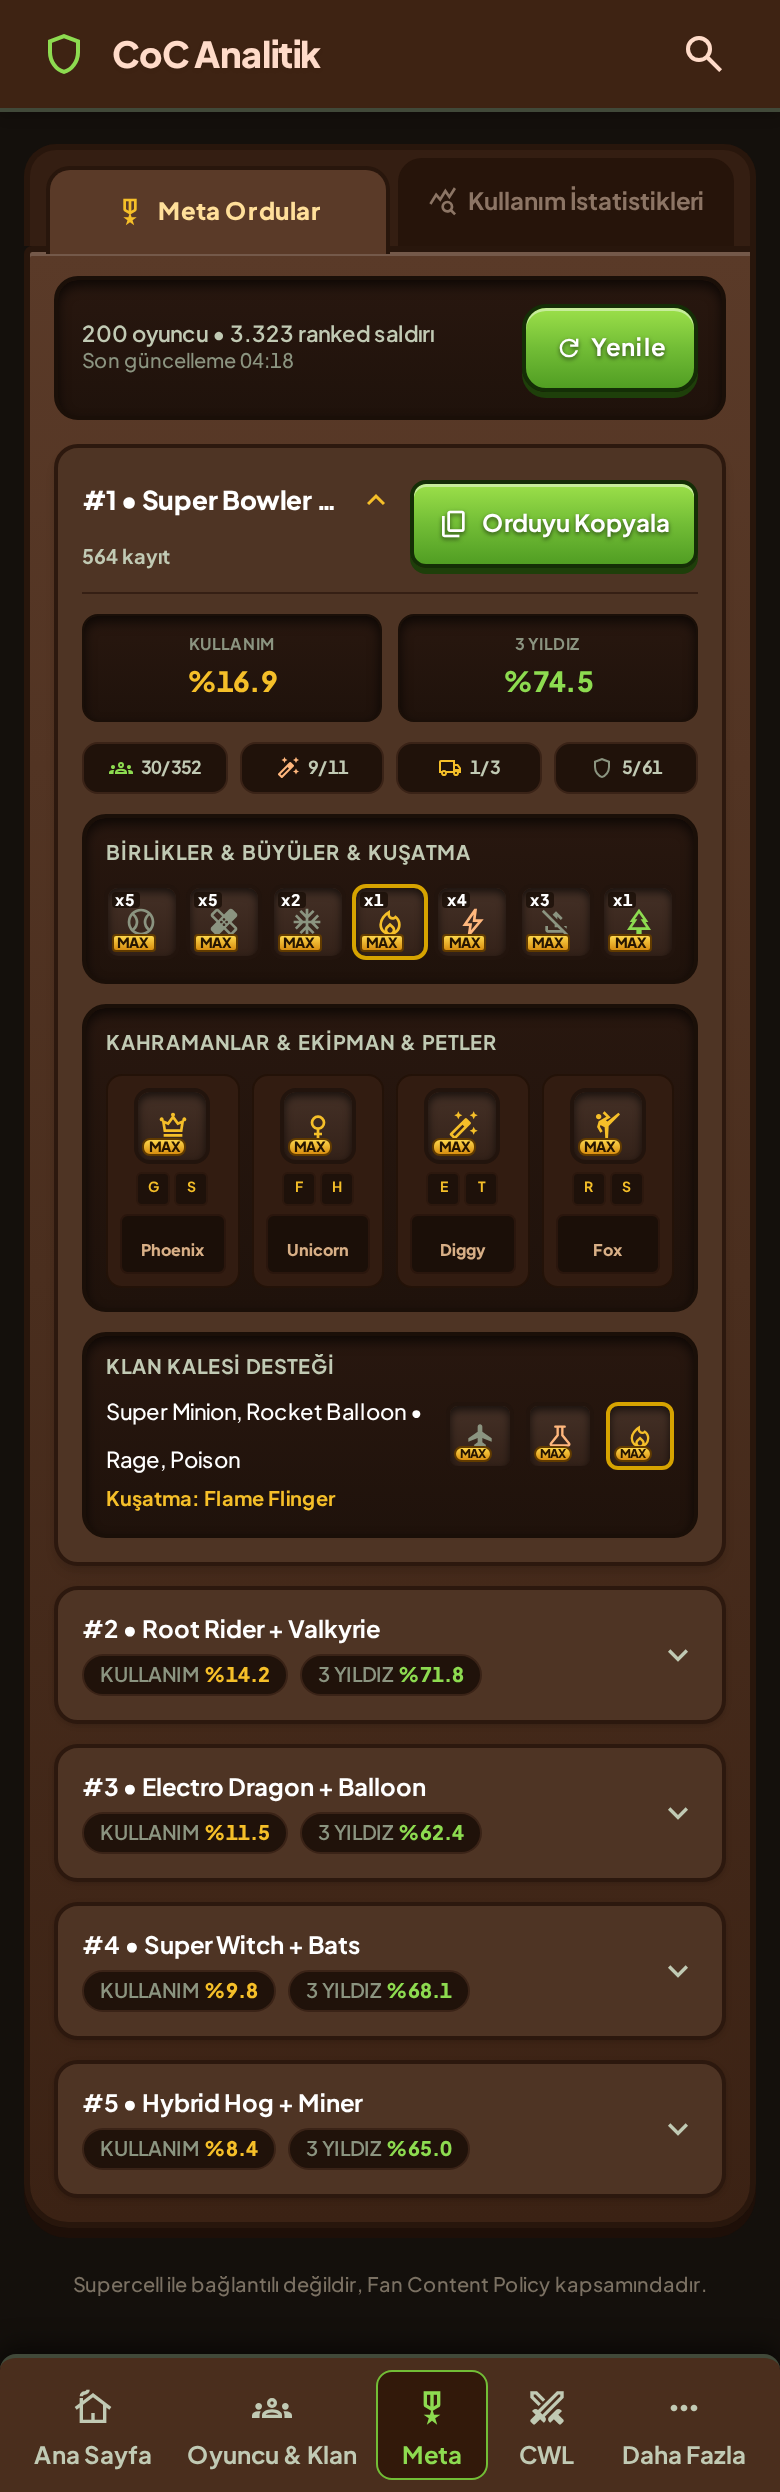 CoC Analitik
Meta Ordular
Kullanım İstatistikleri
200 oyuncu • 3.323 ranked saldırı
Son güncelleme 04:18
Yenile
#1 • Super Bowler ...
564 kayıt
Orduyu Kopyala
KULLANIM
%16.9
3 YILDIZ
%74.5
30/352
9/11
1/3
5/61
BİRLİKLER & BÜYÜLER & KUŞATMA
x5 x5 x2 x1 x4 x3 x1
MAX MAX MAX MAX MAX MAX MAX
KAHRAMANLAR & EKİPMAN & PETLER
MAX MAX MAX MAX
G S F H E T R S
Phoenix Unicorn Diggy Fox
KLAN KALESİ DESTEĞİ
Super Minion, Rocket Balloon •
Rage, Poison
Kuşatma: Flame Flinger
MAX MAX MAX
#2 • Root Rider + Valkyrie
KULLANIM %14.2 3 YILDIZ %71.8
#3 • Electro Dragon + Balloon
KULLANIM %11.5 3 YILDIZ %62.4
#4 • Super Witch + Bats
KULLANIM %9.8 3 YILDIZ %68.1
#5 • Hybrid Hog + Miner
KULLANIM %8.4 3 YILDIZ %65.0
Supercell ile bağlantılı değildir, Fan Content Policy kapsamındadır.
Ana Sayfa
Oyuncu & Klan
Meta
CWL
Daha Fazla